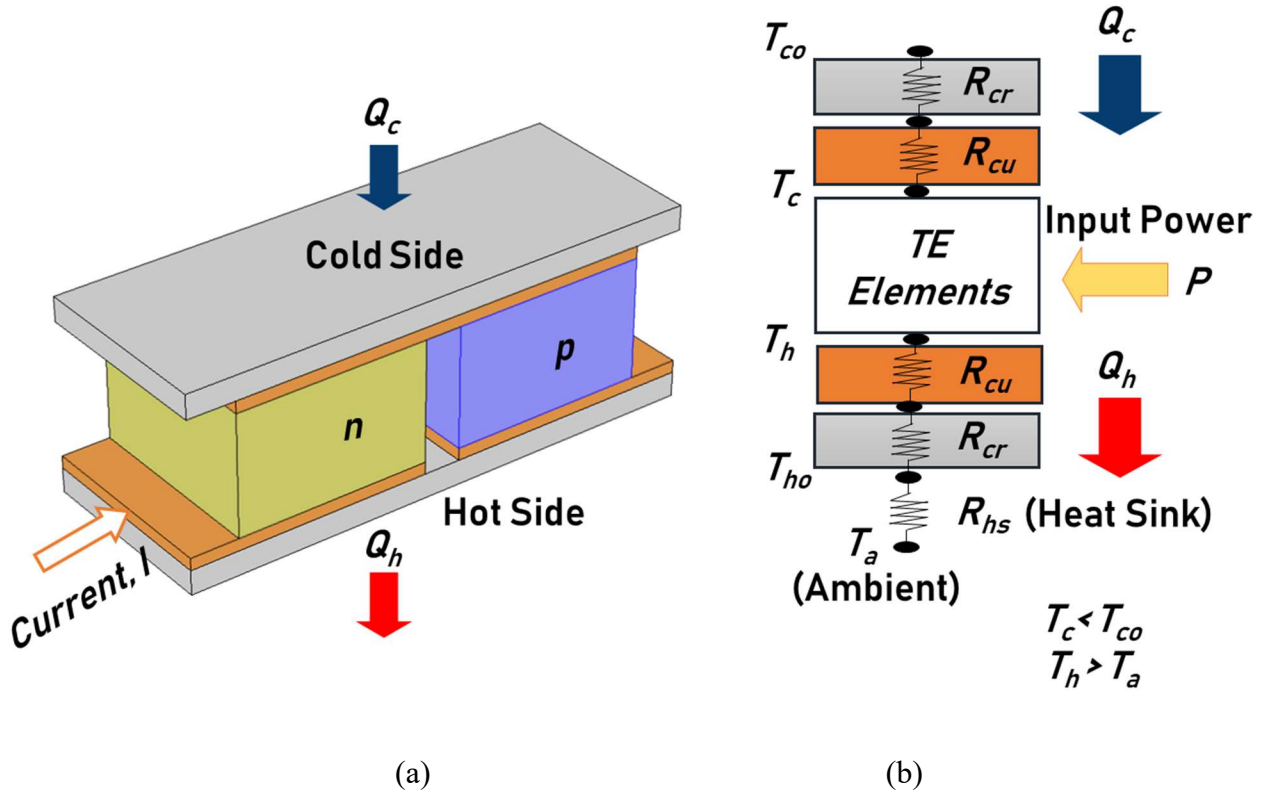 Q_c
Cold Side
n
p
Hot Side
Current, I
Q_h
(a)
T_co
Q_c
R_cr
R_cu
T_c
Input Power
TE
Elements
P
T_h
Q_h
R_cu
R_cr
T_ho
R_hs (Heat Sink)
T_a
(Ambient)
T_c < T_co
T_h > T_a
(b)